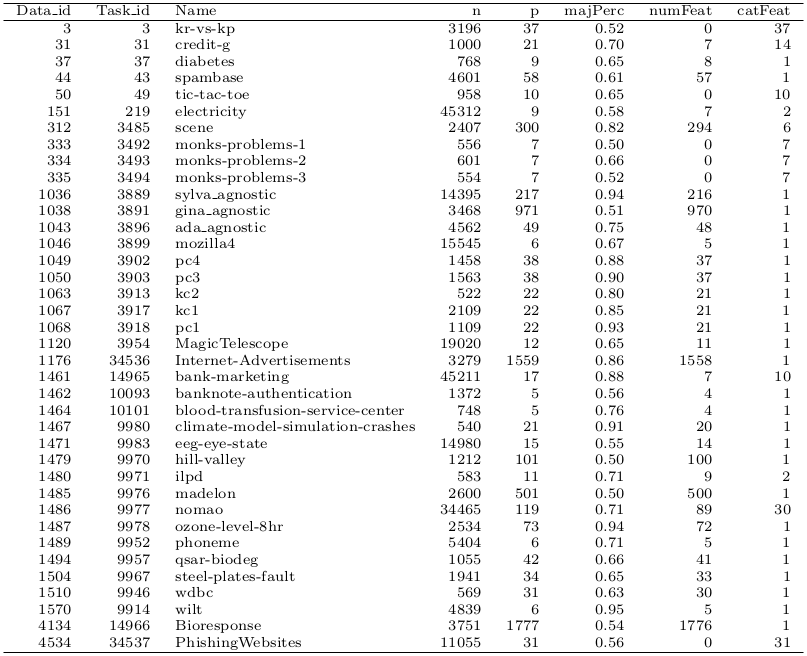 Data_id Task_id Name n p majPerc numFeat catFeat
3 3 kr-vs-kp 3196 37 0.52 0 37
31 31 credit-g 1000 21 0.70 7 14
37 37 diabetes 768 9 0.65 8 1
44 43 spambase 4601 58 0.61 57 1
50 49 tic-tac-toe 958 10 0.65 0 10
151 219 electricity 45312 9 0.58 7 2
312 3485 scene 2407 300 0.82 294 6
333 3492 monks-problems-1 556 7 0.50 0 7
334 3493 monks-problems-2 601 7 0.66 0 7
335 3494 monks-problems-3 554 7 0.52 0 7
1036 3889 sylva_agnostic 14395 217 0.94 216 1
1038 3891 gina_agnostic 3468 971 0.51 970 1
1043 3896 ada_agnostic 4562 49 0.75 48 1
1046 3899 mozilla4 15545 6 0.67 5 1
1049 3902 pc4 1458 38 0.88 37 1
1050 3903 pc3 1563 38 0.90 37 1
1063 3913 kc2 522 22 0.80 21 1
1067 3917 kc1 2109 22 0.85 21 1
1068 3918 pc1 1109 22 0.93 21 1
1120 3954 MagicTelescope 19020 12 0.65 11 1
1176 34536 Internet-Advertisements 3279 1559 0.86 1558 1
1461 14965 bank-marketing 45211 17 0.88 7 10
1462 10093 banknote-authentication 1372 5 0.56 4 1
1464 10101 blood-transfusion-service-center 748 5 0.76 4 1
1467 9980 climate-model-simulation-crashes 540 21 0.91 20 1
1471 9983 eeg-eye-state 14980 15 0.55 14 1
1479 9970 hill-valley 1212 101 0.50 100 1
1480 9971 ilpd 583 11 0.71 9 2
1485 9976 madelon 2600 501 0.50 500 1
1486 9977 nomao 34465 119 0.71 89 30
1487 9978 ozone-level-8hr 2534 73 0.94 72 1
1489 9952 phoneme 5404 6 0.71 5 1
1494 9957 qsar-biodeg 1055 42 0.66 41 1
1504 9967 steel-plates-fault 1941 34 0.65 33 1
1510 9946 wdbc 569 31 0.63 30 1
1570 9914 wilt 4839 6 0.95 5 1
4134 14966 Bioresponse 3751 1777 0.54 1776 1
4534 34537 PhishingWebsites 11055 31 0.56 0 31